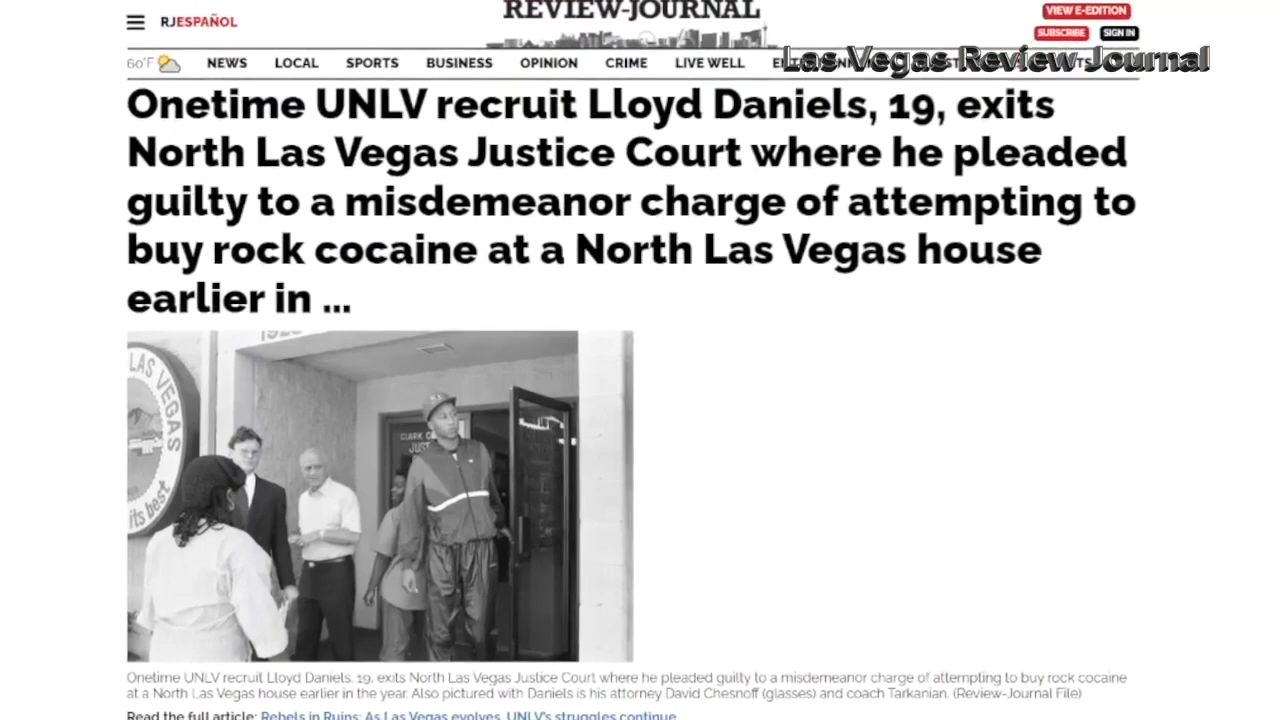 REVIEW-JOURNAL
RJESPAÑOL
VIEW E-EDITION
SUBSCRIBE SIGN IN
60°F NEWS LOCAL SPORTS BUSINESS OPINION CRIME LIVE WELL
Las Vegas Review Journal
Onetime UNLV recruit Lloyd Daniels, 19, exits
North Las Vegas Justice Court where he pleaded
guilty to a misdemeanor charge of attempting to
buy rock cocaine at a North Las Vegas house
earlier in ...
LAS VEGAS
its best
CLARK
Onetime UNLV recruit Lloyd Daniels, 19, exits North Las Vegas Justice Court where he pleaded guilty to a misdemeanor charge of attempting to buy rock cocaine
at a North Las Vegas house earlier in the year. Also pictured with Daniels is his attorney David Chesnoff (glasses) and coach Tarkanian. (Review-Journal File)
Read the full article: Rebels in Ruins: As Las Vegas evolves, UNLV's struggles continue